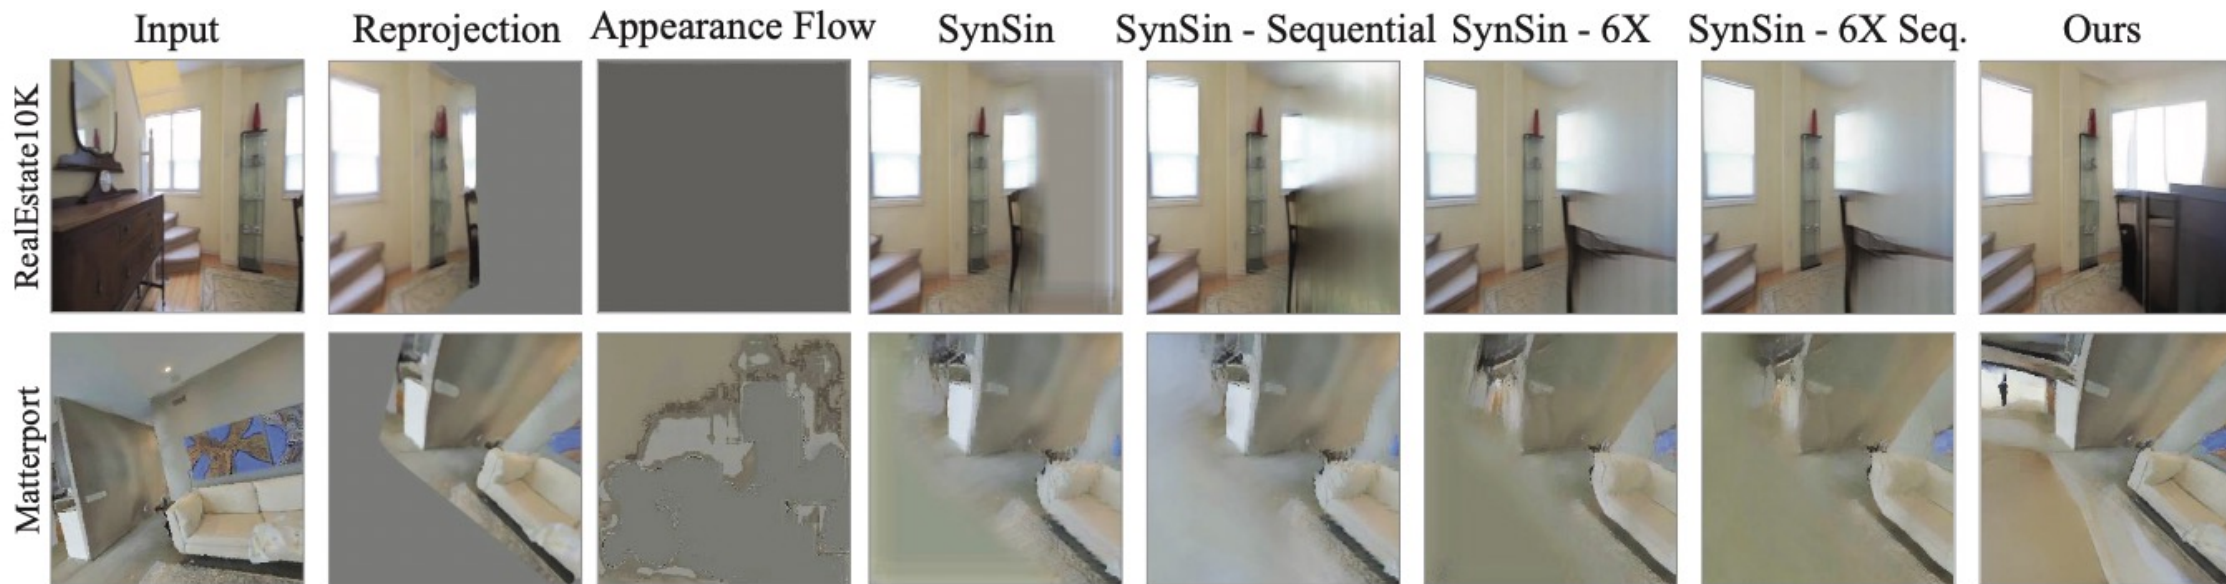 Input Reprojection Appearance Flow SynSin SynSin - Sequential SynSin - 6X SynSin - 6X Seq. Ours
RealEstate10K
Matterport